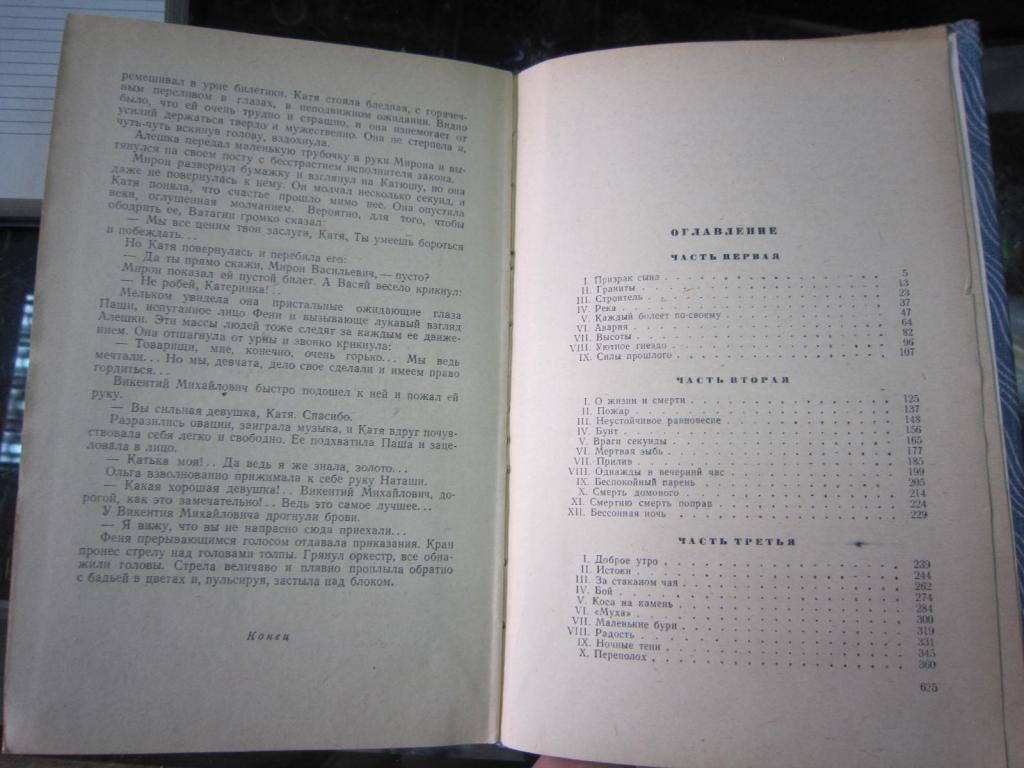 ремешивал в урне билетики. Катя стояла бледная, с горячеч-
ным переливом в глазах, в неподвижном ожидании. Видно
было, что ей очень трудно и страшно, и она изнемогает от
усилий держаться твердо и мужественно. Она не стерпела и,
чуть-чуть вскинув голову, вздохнула.
Алешка передал маленькую трубочку в руки Мирона и вы-
тянулся на своем посту с бесстрастием исполнителя закона.
Мирон развернул бумажку и взглянул на Катюшу, но она
даже не повернулась к нему. Он молчал несколько секунд, и
Катя поняла, что счастье прошло мимо нее. Она опустила
веки, оглушенная молчанием. Вероятно, для того, чтобы
ободрить ее, Ватагин громко сказал:
— Мы все ценим твои заслуги, Катя, Ты умеешь бороться
и побеждать...
Но Катя повернулась и перебила его:
— Да ты прямо скажи, Мирон Васильевич, — пусто?
Мирон показал ей пустой билет. А Васяй весело крикнул:
— Не робей, Катеринка!..
Мельком увидела она пристальные ожидающие глаза
Паши, испуганное лицо Фени и вызывающе лукавый взгляд
Алешки. Эти массы людей тоже следят за каждым ее движе-
нием. Она отшагнула от урны и звонко крикнула:
— Товарищи, мне, конечно, очень горько... Мы ведь
мечтали... Но мы, девчата, дело свое сделали и имеем право
гордиться...
Викентий Михайлович быстро подошел к ней и пожал ей
руку.
— Вы сильная девушка, Катя. Спасибо.
Разразились овации, заиграла музыка, и Катя вдруг почув-
ствовала себя легко и свободно. Ее подхватила Паша и заце-
ловала в лицо.
— Катька моя!.. Да ведь я же знала, золото...
Ольга взволнованно прижимала к себе руку Наташи.
— Какая хорошая девушка!.. Викентий Михайлович, до-
рогой, как это замечательно!.. Ведь это самое лучшее...
У Викентия Михайловича дрогнули брови.
— Я вижу, что вы не напрасно сюда приехали...
Феня прерывающимся голосом отдавала приказания. Кран
пронес стрелу над головами толпы. Грянул оркестр, все обна-
жили головы. Стрела величаво и плавно проплыла обратно
с бадьей в цветах и, пульсируя, застыла над блоком.
Конец
ОГЛАВЛЕНИЕ
ЧАСТЬ ПЕРВАЯ
I. Призрак сына 5
II. Граниты 13
III. Строитель 23
IV. Река 37
V. Каждый болеет по-своему 47
VI. Авария 64
VII. Высоты 82
VIII. Уютное гнездо 96
IX. Силы прошлого 107
ЧАСТЬ ВТОРАЯ
I. О жизни и смерти 125
II. Пожар 137
III. Неустойчивое равновесие 148
IV. Бунт 156
V. Враги секунды 165
VI. Мертвая зыбь 177
VII. Прилив 185
VIII. Однажды в вечерний час 199
IX. Беспокойный парень 205
X. Смерть домового 214
XI. Смертию смерть поправ 224
XII. Бессонная ночь 229
ЧАСТЬ ТРЕТЬЯ
I. Доброе утро 239
II. Истоки 244
III. За стаканом чая 262
IV. Бой 274
V. Коса на камень 284
VI. «Муха» 300
VII. Маленькие бури 319
VIII. Радость 331
IX. Ночные тени 345
X. Переполох 360
625